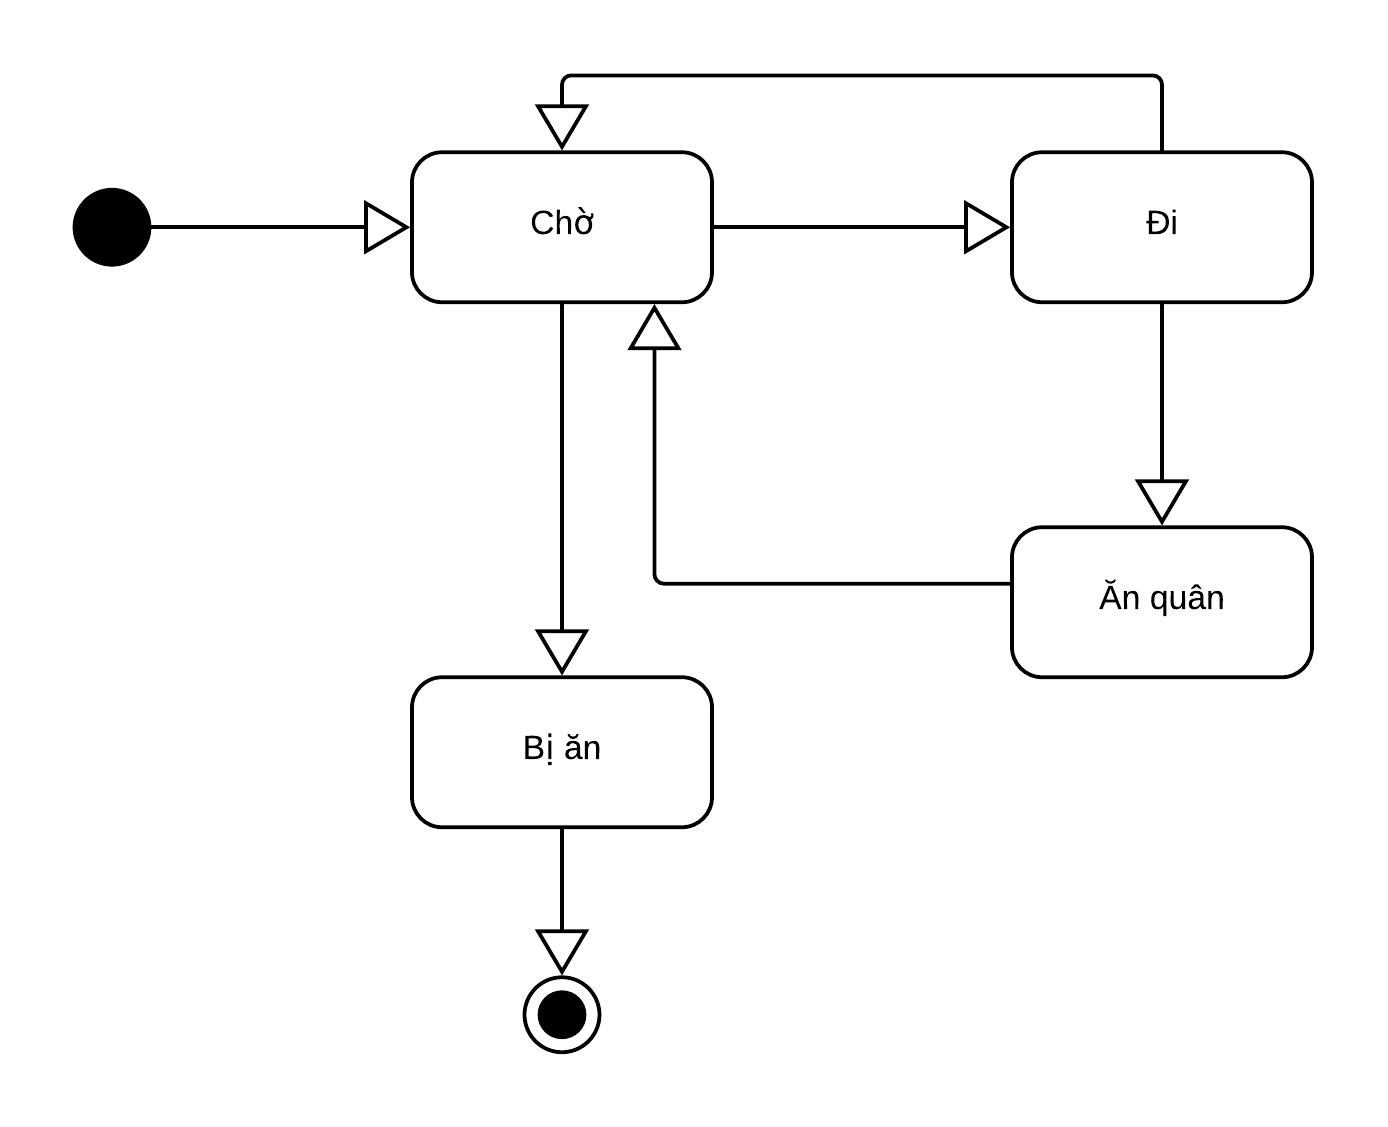 Chờ
Đi
Ăn quân
Bị ăn